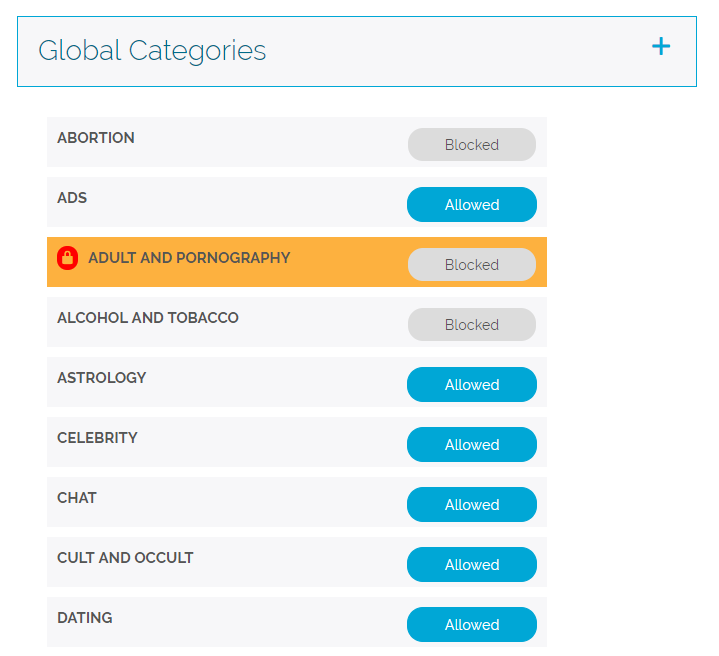 Global Categories +
ABORTION Blocked
ADS Allowed
ADULT AND PORNOGRAPHY Blocked
ALCOHOL AND TOBACCO Blocked
ASTROLOGY Allowed
CELEBRITY Allowed
CHAT Allowed
CULT AND OCCULT Allowed
DATING Allowed